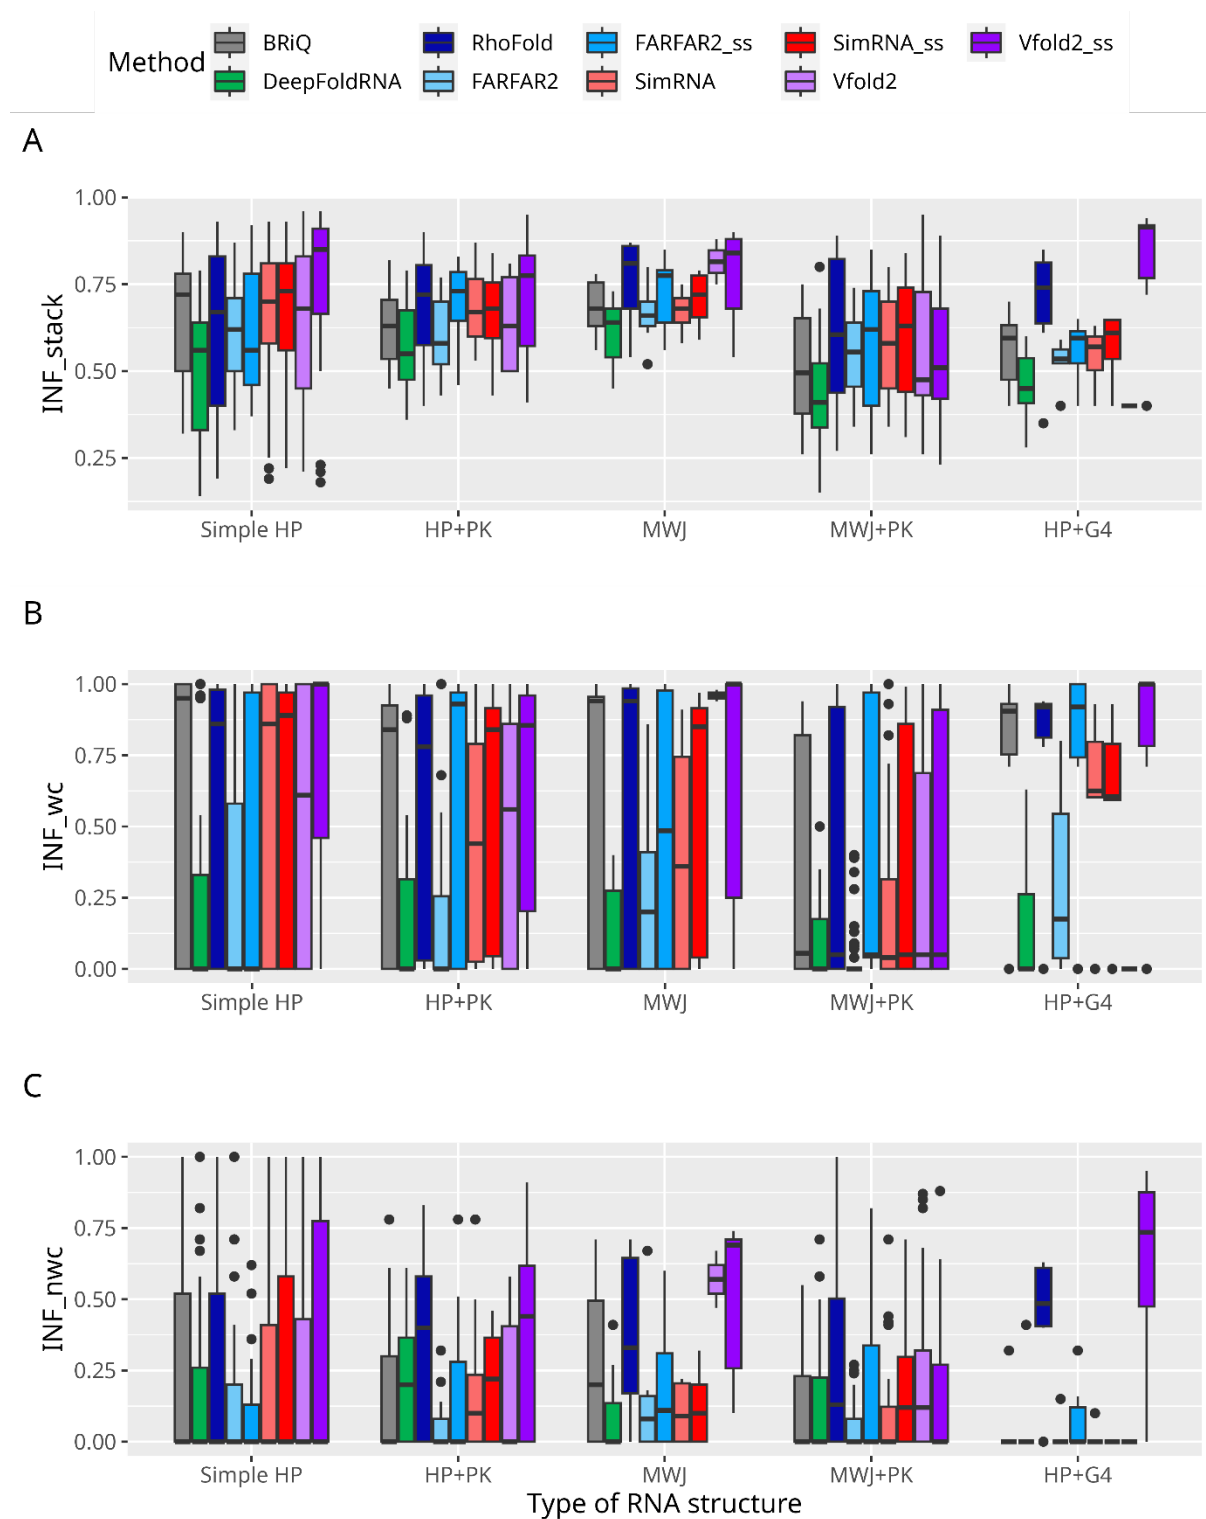 Method
BRiQ RhoFold FARFAR2_ss SimRNA_ss Vfold2_ss
DeepFoldRNA FARFAR2 SimRNA Vfold2
A
INF_stack
1.00
0.75
0.50
0.25
Simple HP HP+PK MWJ MWJ+PK HP+G4
B
INF_wc
1.00
0.75
0.50
0.25
0.00
Simple HP HP+PK MWJ MWJ+PK HP+G4
C
INF_nwc
1.00
0.75
0.50
0.25
0.00
Simple HP HP+PK MWJ MWJ+PK HP+G4
Type of RNA structure